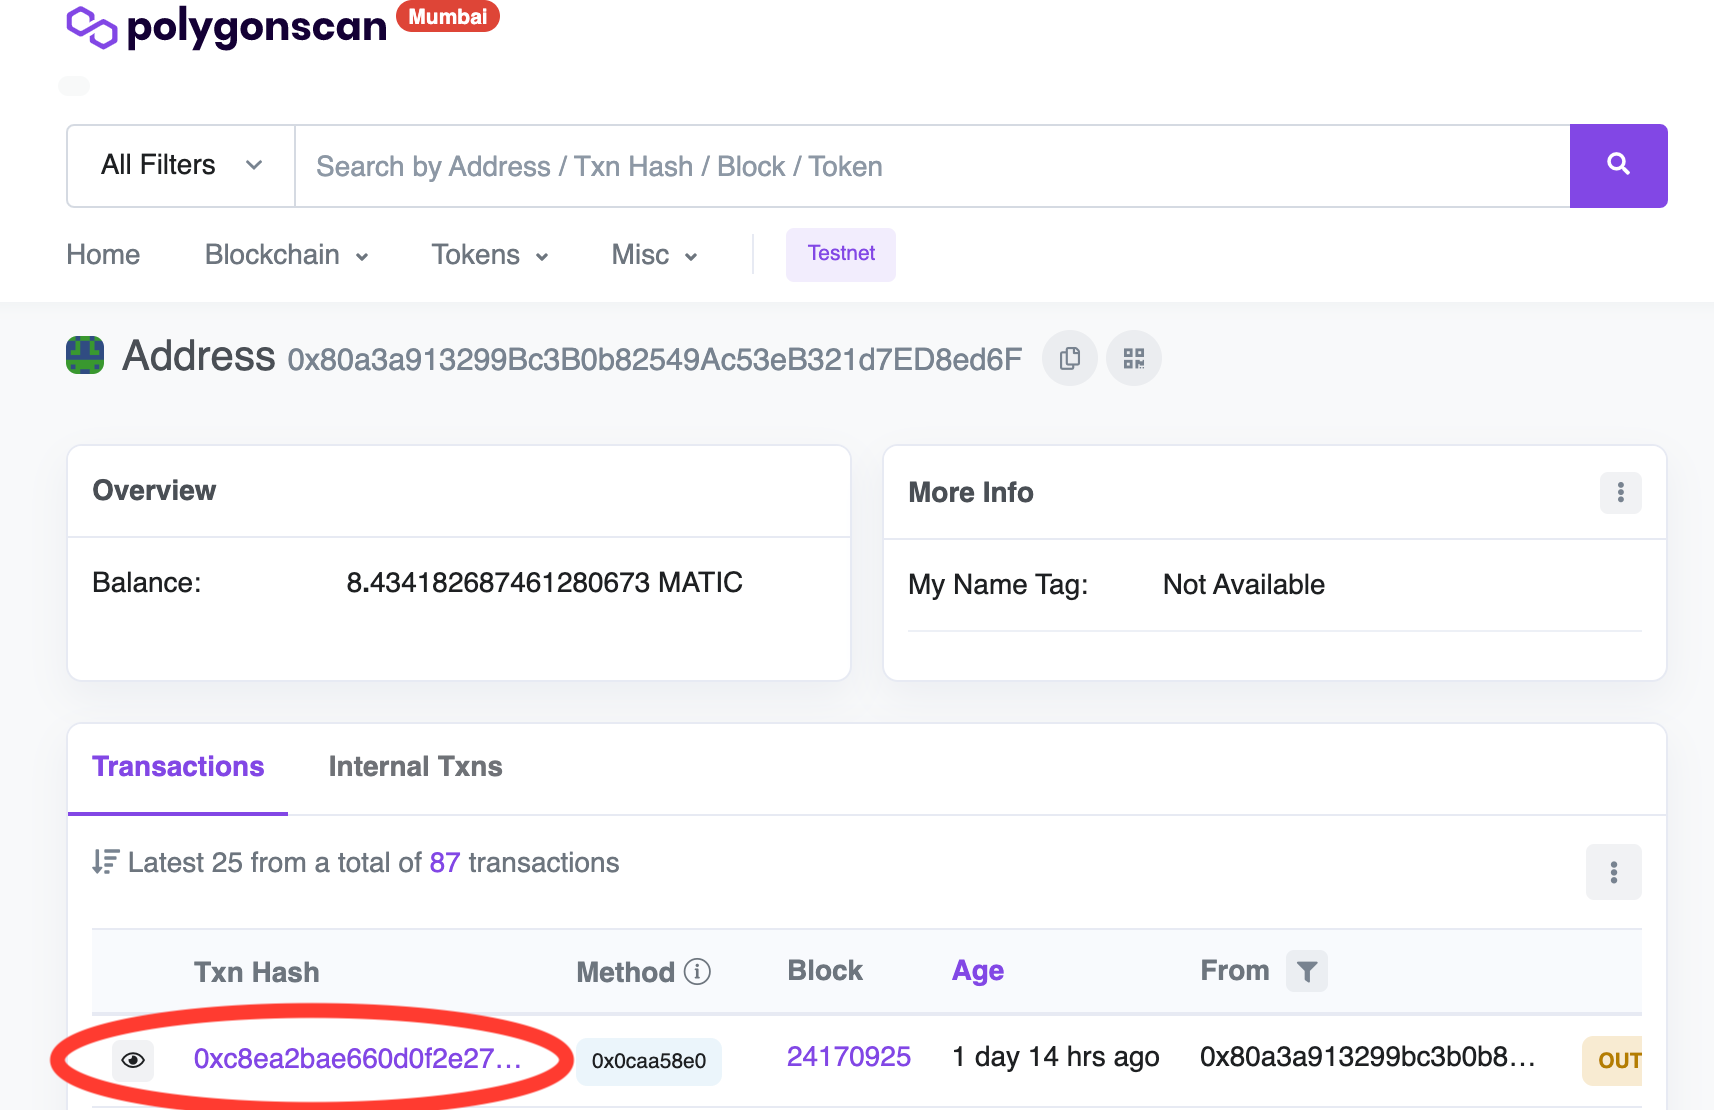 polygonscan Mumbai
All Filters Search by Address / Txn Hash / Block / Token
Home Blockchain Tokens Misc Testnet
Address 0x80a3a913299Bc3B0b82549Ac53eB321d7ED8ed6F
Overview
Balance: 8.434182687461280673 MATIC
More Info
My Name Tag: Not Available
Transactions Internal Txns
Latest 25 from a total of 87 transactions
Txn Hash Method Block Age From
0xc8ea2bae660d0f2e27... 0x0caa58e0 24170925 1 day 14 hrs ago 0x80a3a913299bc3b0b8... OUT